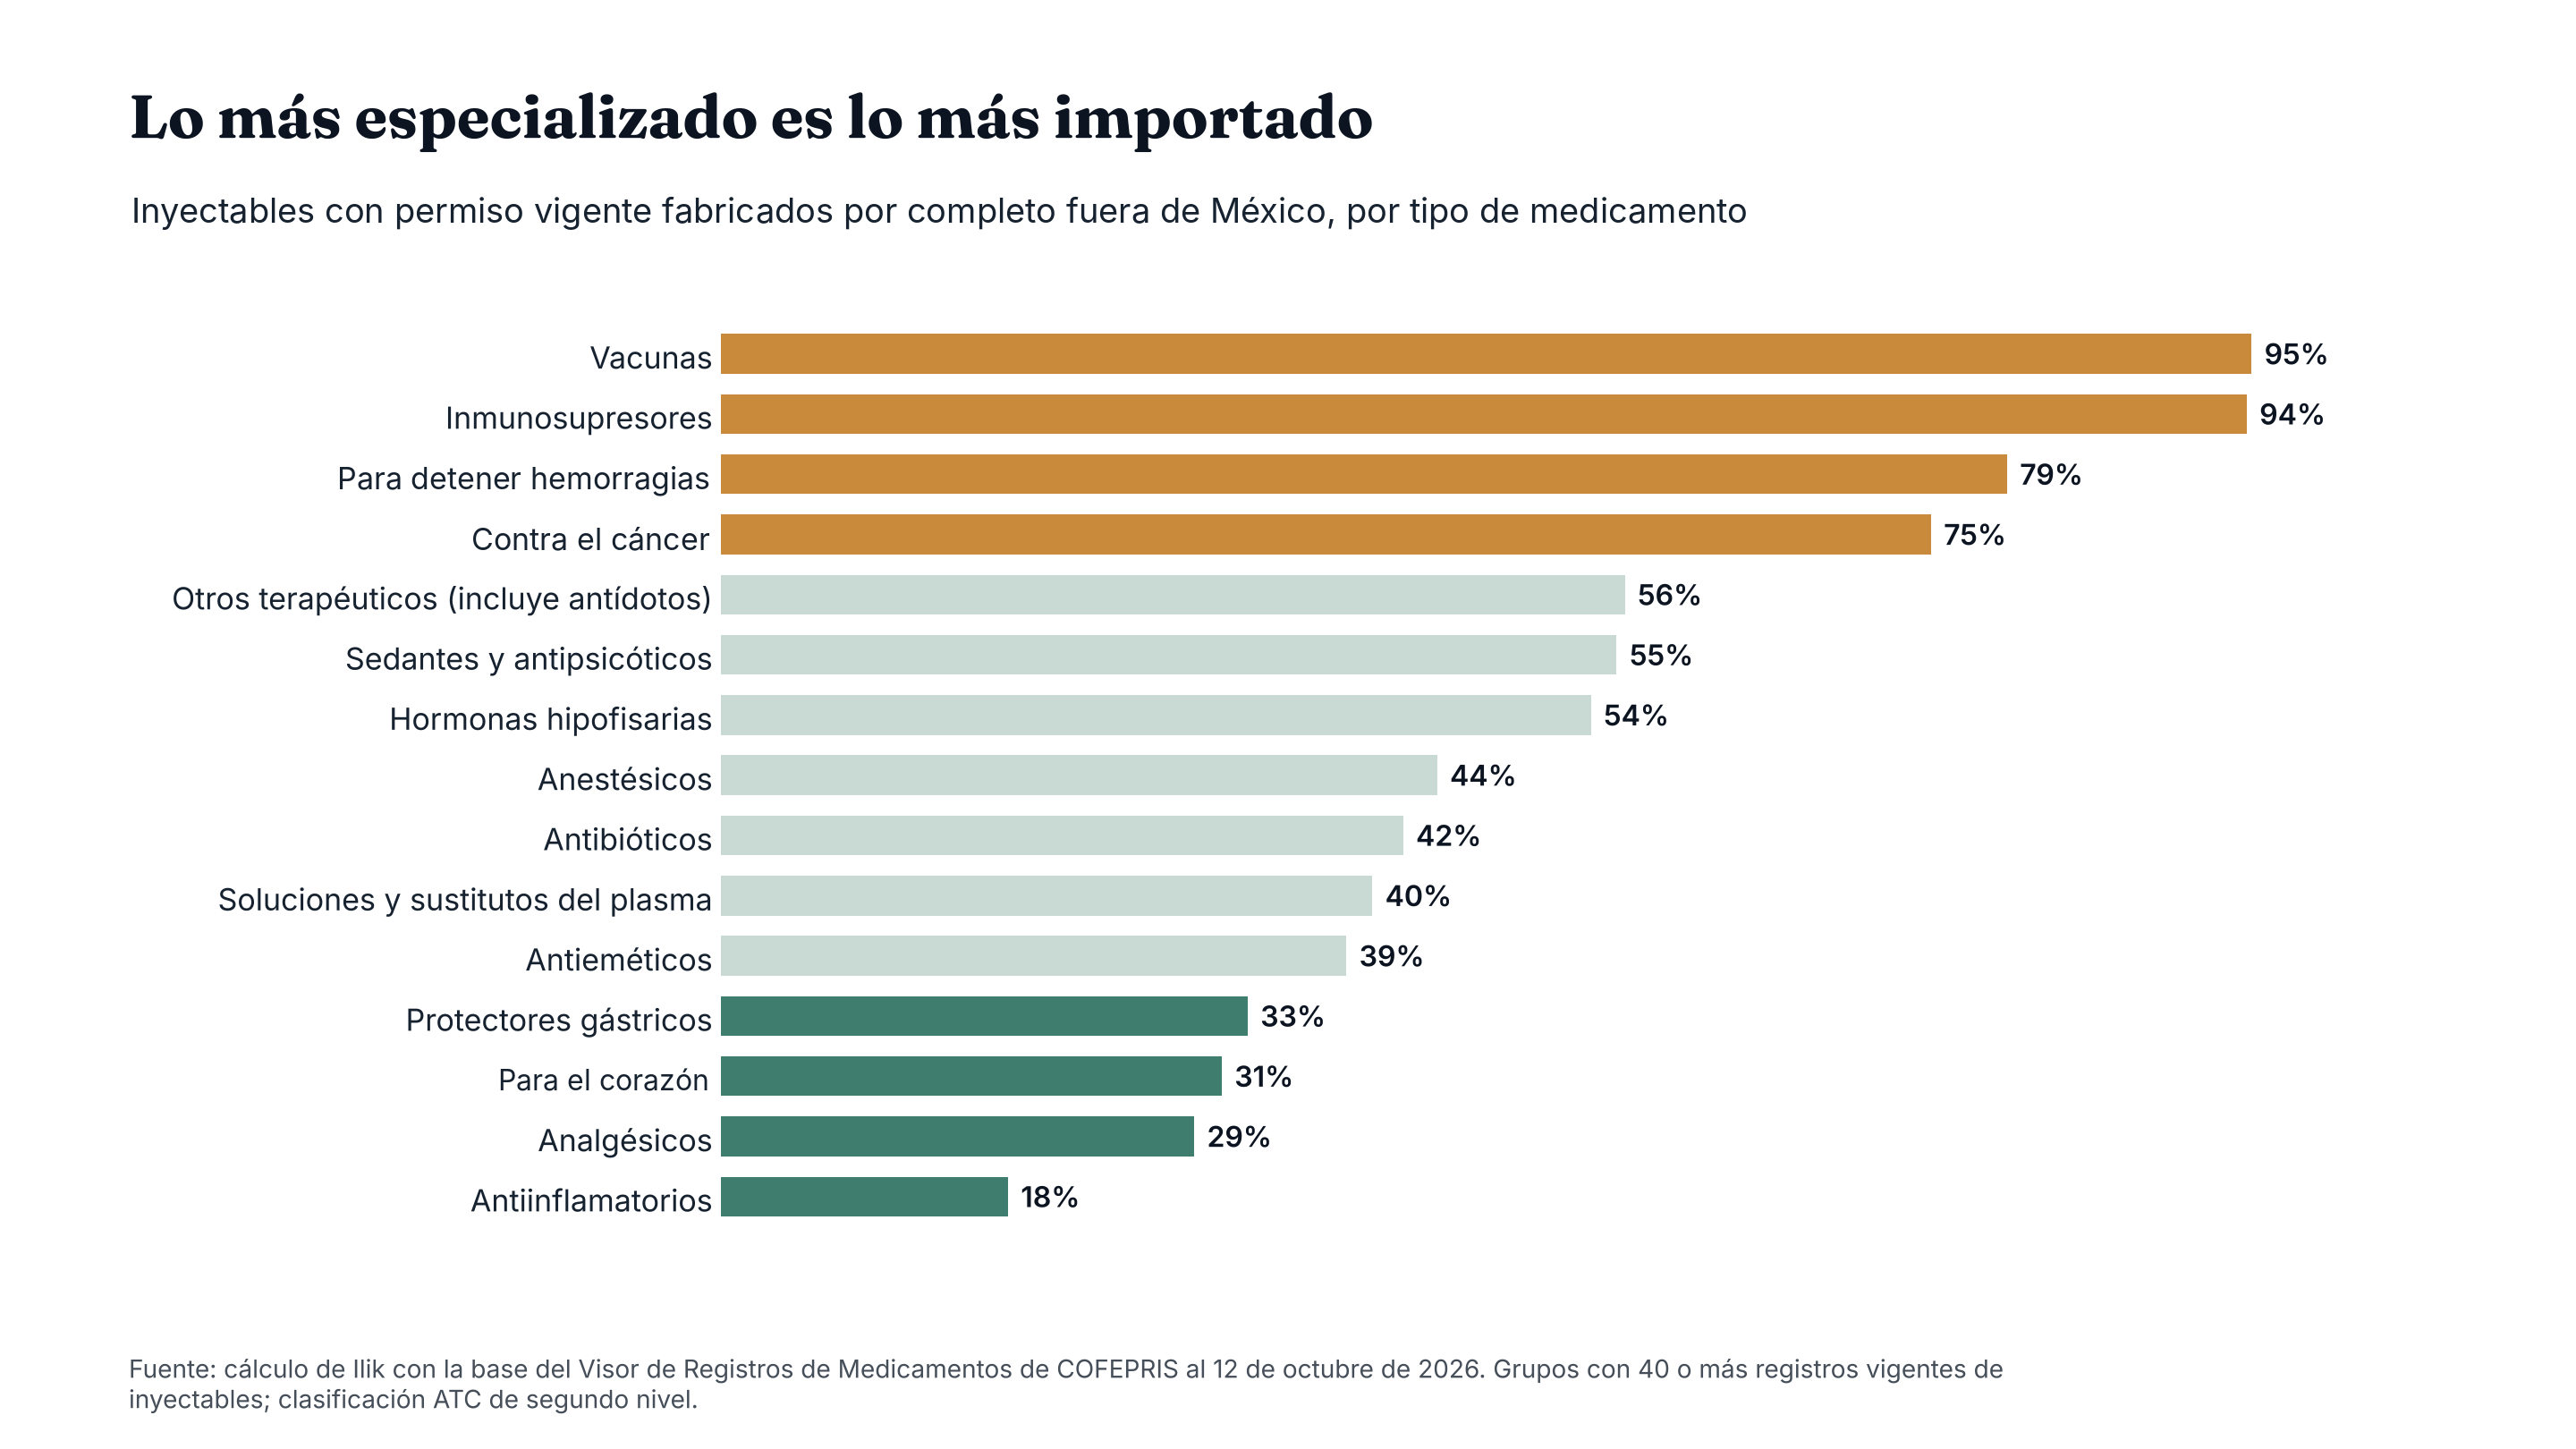 Lo más especializado es lo más importado
Inyectables con permiso vigente fabricados por completo fuera de México, por tipo de medicamento
Vacunas 95%
Inmunosupresores 94%
Para detener hemorragias 79%
Contra el cáncer 75%
Otros terapéuticos (incluye antídotos) 56%
Sedantes y antipsicóticos 55%
Hormonas hipofisarias 54%
Anestésicos 44%
Antibióticos 42%
Soluciones y sustitutos del plasma 40%
Antieméticos 39%
Protectores gástricos 33%
Para el corazón 31%
Analgésicos 29%
Antiinflamatorios 18%
Fuente: cálculo de Ilik con la base del Visor de Registros de Medicamentos de COFEPRIS al 12 de octubre de 2026. Grupos con 40 o más registros vigentes de
inyectables; clasificación ATC de segundo nivel.